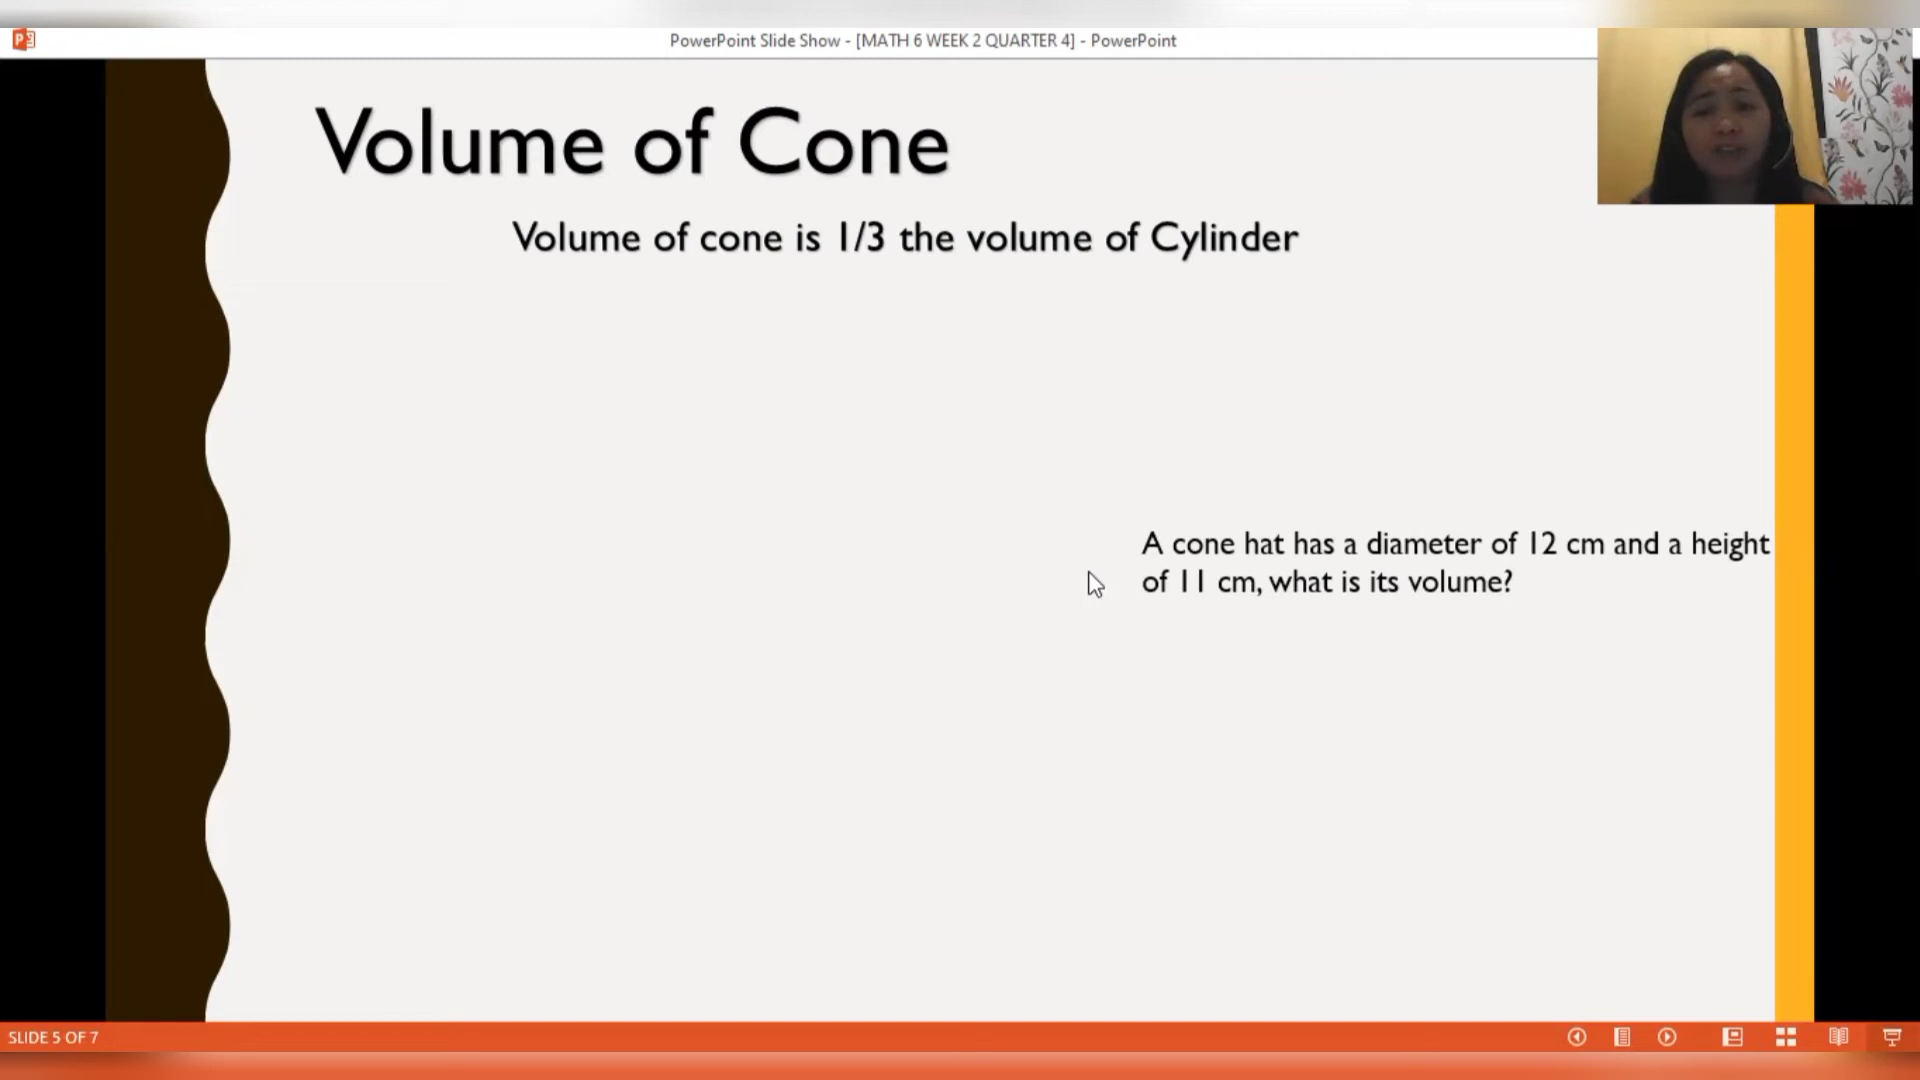 PowerPoint Slide Show - [MATH 6 WEEK 2 QUARTER 4] - PowerPoint
Volume of Cone
Volume of cone is 1/3 the volume of Cylinder
A cone hat has a diameter of 12 cm and a height
of 11 cm, what is its volume?
SLIDE 5 OF 7